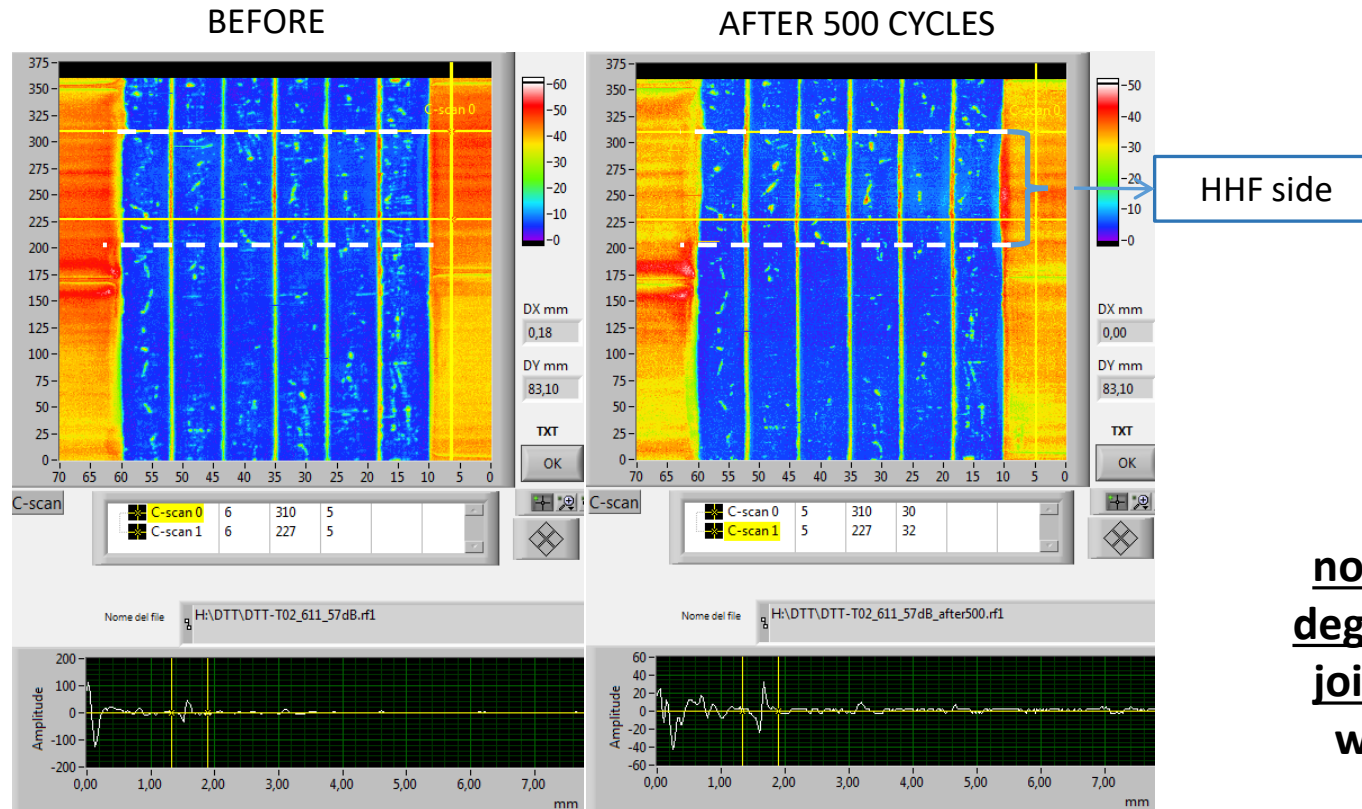 BEFORE
AFTER 500 CYCLES
375
350
325
300
275
250
225
200
175
150
125
100
75
50
25
0
70 65 60 55 50 45 40 35 30 25 20 15 10 5 0
C-scan 0
-60
-50
-40
-30
-20
-10
-0
DX mm
0,18
DY mm
83,10
TXT
OK
C-scan
C-scan 0 6 310 5
C-scan 1 6 227 5
Nome del file
H:\DTT\DTT-T02_611_57dB.rf1
Amplitude
200
100
0
-100
-200
0,00 1,00 2,00 3,00 4,00 5,00 6,00 7,00
mm
375
350
325
300
275
250
225
200
175
150
125
100
75
50
25
0
70 65 60 55 50 45 40 35 30 25 20 15 10 5 0
C-scan 0
-50
-40
-30
-20
-10
-0
DX mm
0,00
DY mm
83,10
TXT
OK
C-scan
C-scan 0 5 310 30
C-scan 1 5 227 32
Nome del file
H:\DTT\DTT-T02_611_57dB_after500.rf1
Amplitude
60
40
20
0
-20
-40
-60
0,00 1,00 2,00 3,00 4,00 5,00 6,00 7,00
mm
HHF side
no
deg
joi
w